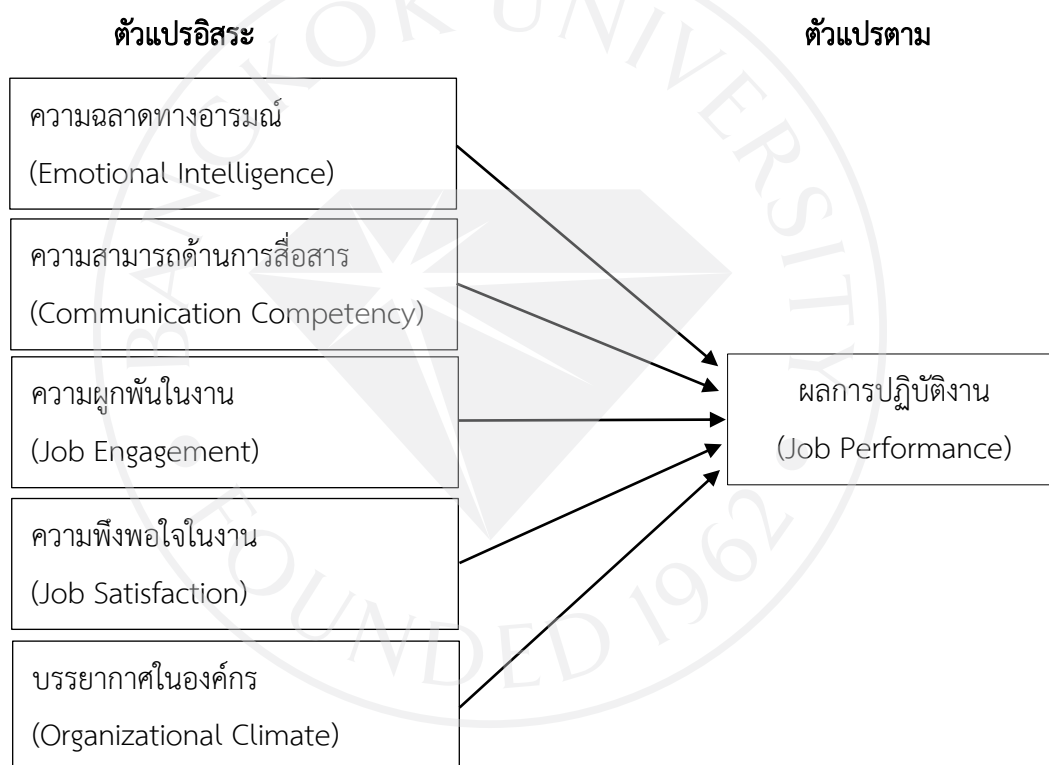 ตัวแปรอิสระ
ตัวแปรตาม
ความฉลาดทางอารมณ์
(Emotional Intelligence)
ความสามารถด้านการสื่อสาร
(Communication Competency)
ความผูกพันในงาน
(Job Engagement)
ความพึงพอใจในงาน
(Job Satisfaction)
บรรยากาศในองค์กร
(Organizational Climate)
ผลการปฏิบัติงาน
(Job Performance)
BANGKOK UNIVERSITY
FOUNDED 1962